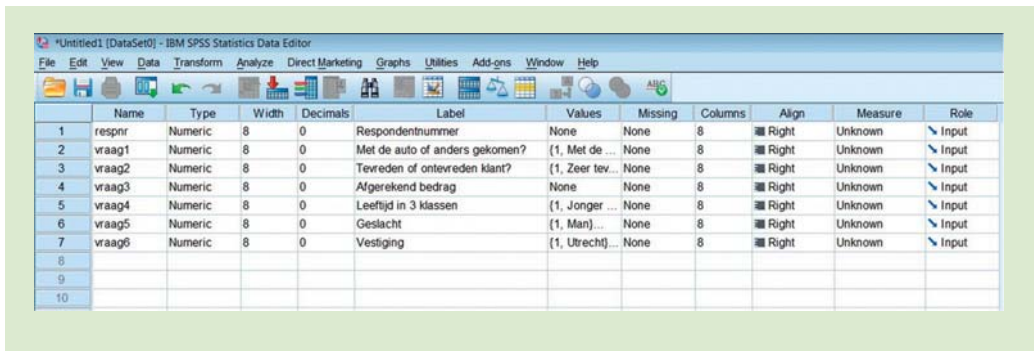 *Untitled1 [DataSet0] - IBM SPSS Statistics Data Editor
File Edit View Data Transform Analyze Direct Marketing Graphs Utilities Add-ons Window Help
Name Type Width Decimals Label Values Missing Columns Align Measure Role
1 respnr Numeric 8 0 Respondentnummer None None 8 Right Unknown Input
2 vraag1 Numeric 8 0 Met de auto of anders gekomen? {1, Met de ... None 8 Right Unknown Input
3 vraag2 Numeric 8 0 Tevreden of ontevreden klant? {1, Zeer tev... None 8 Right Unknown Input
4 vraag3 Numeric 8 0 Afgerekend bedrag None None 8 Right Unknown Input
5 vraag4 Numeric 8 0 Leeftijd in 3 klassen {1, Jonger ... None 8 Right Unknown Input
6 vraag5 Numeric 8 0 Geslacht {1, Man}... None 8 Right Unknown Input
7 vraag6 Numeric 8 0 Vestiging {1, Utrecht}... None 8 Right Unknown Input
8
9
10